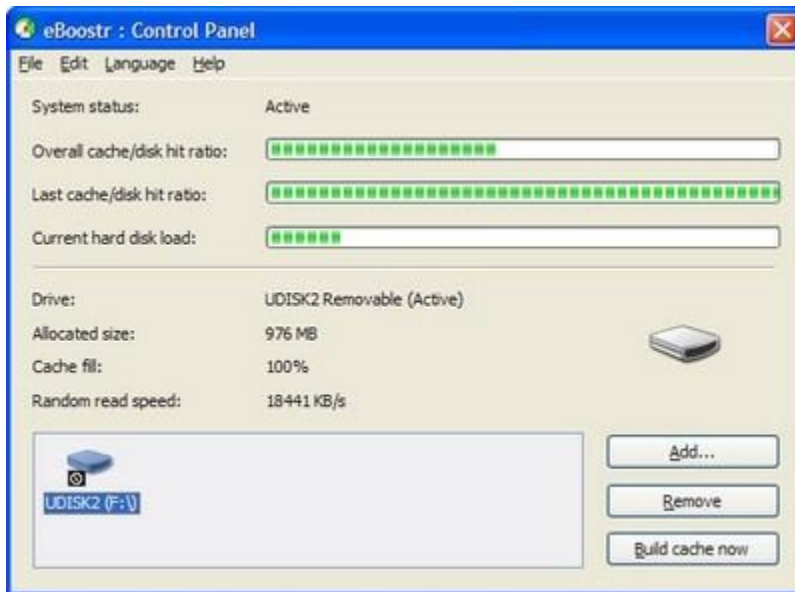 eBoostr : Control Panel
File Edit Language Help
System status: Active
Overall cache/disk hit ratio:
Last cache/disk hit ratio:
Current hard disk load:
Drive: UDISK2 Removable (Active)
Allocated size: 976 MB
Cache fill: 100%
Random read speed: 18441 KB/s
Add...
UDISK2 (F:\)
Remove
Build cache now